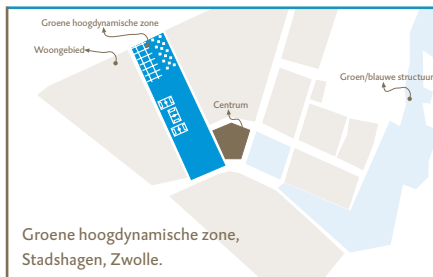 Groene hoogdynamische zone
Woongebied
Groen/blauwe structuur
Centrum
Groene hoogdynamische zone,
Stadshagen, Zwolle.